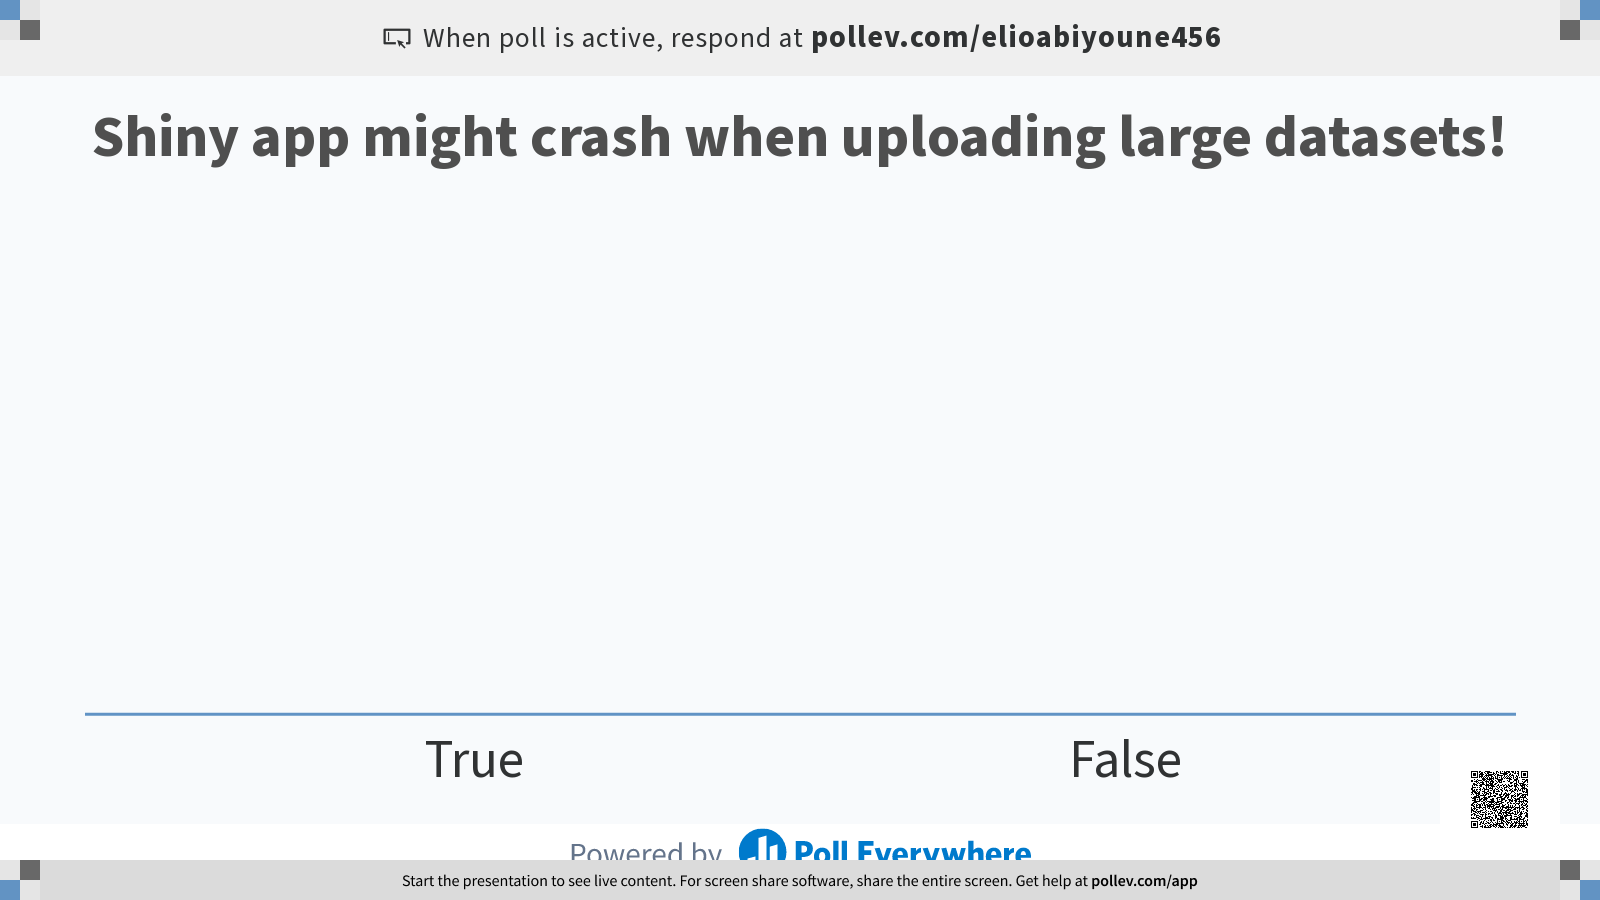 When poll is active, respond at pollev.com/elioabiyoune456
Shiny app might crash when uploading large datasets!
True
False
Powered by Poll Everywhere
Start the presentation to see live content. For screen share software, share the entire screen. Get help at pollev.com/app